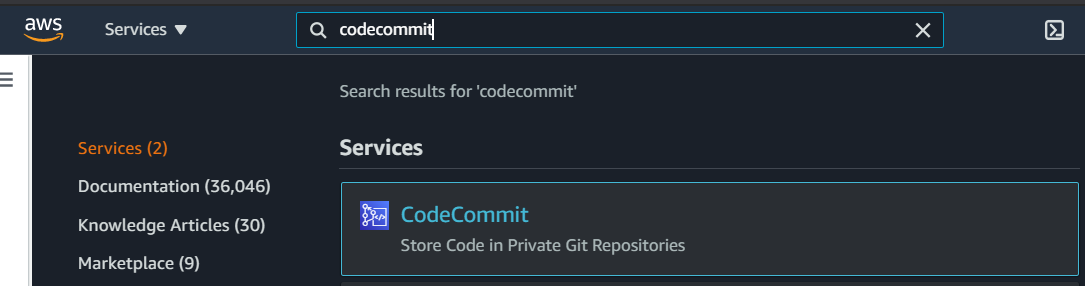 aws
Services ▼
codecommit
Search results for 'codecommit'
Services (2)
Documentation (36,046)
Knowledge Articles (30)
Marketplace (9)
Services
CodeCommit
Store Code in Private Git Repositories